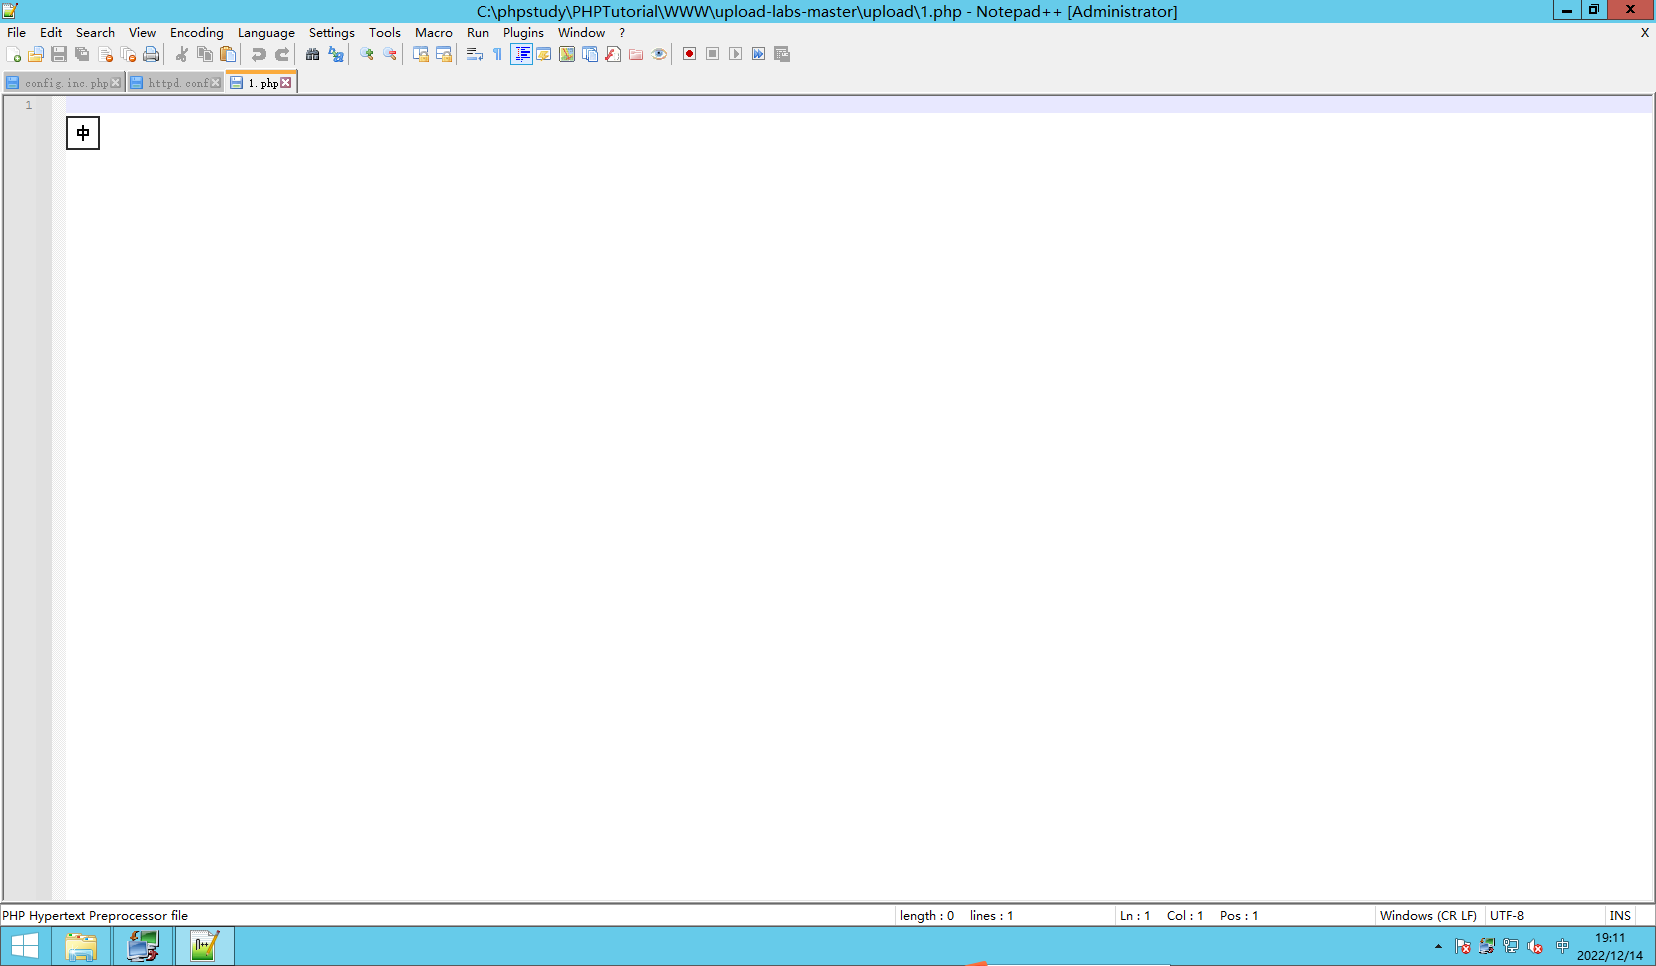 C:\phpstudy\PHPTutorial\WWW\upload-labs-master\upload\1.php - Notepad++ [Administrator]
File Edit Search View Encoding Language Settings Tools Macro Run Plugins Window ? X
config.inc.php httpd.conf 1.php
1
中
PHP Hypertext Preprocessor file length : 0 lines : 1 Ln : 1 Col : 1 Pos : 1 Windows (CR LF) UTF-8 INS
中 19:11
2022/12/14